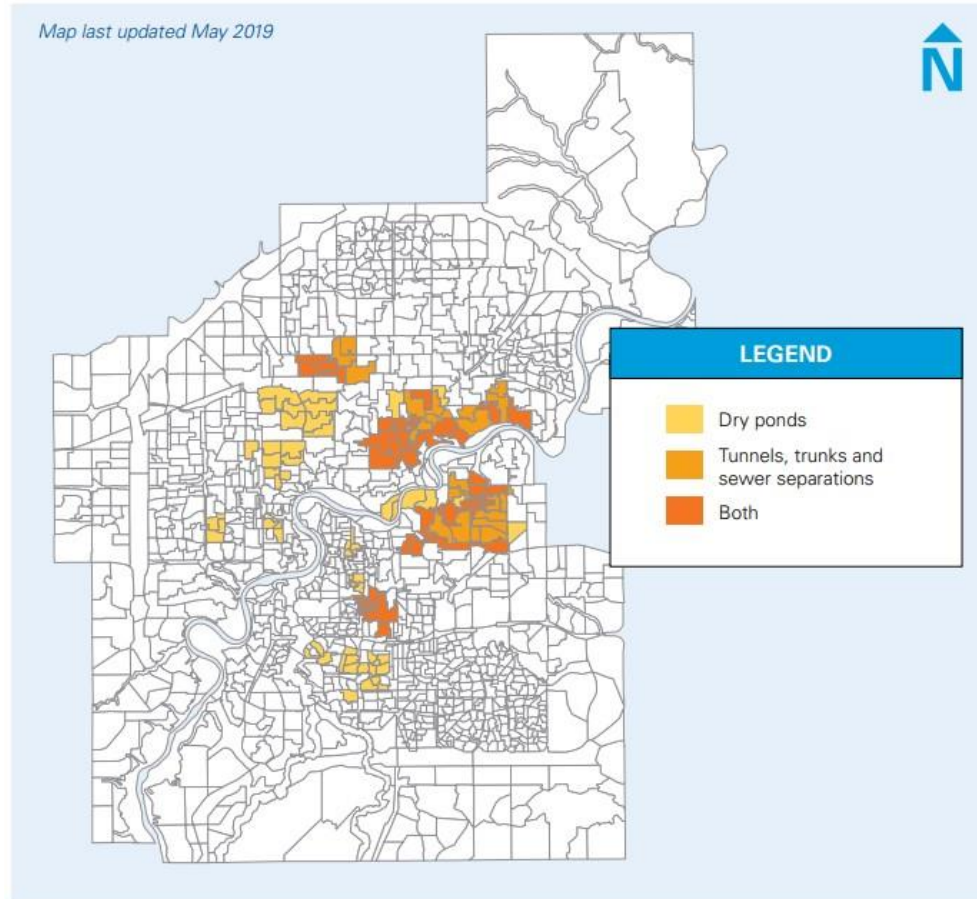 Map last updated May 2019
N
LEGEND
Dry ponds
Tunnels, trunks and
sewer separations
Both